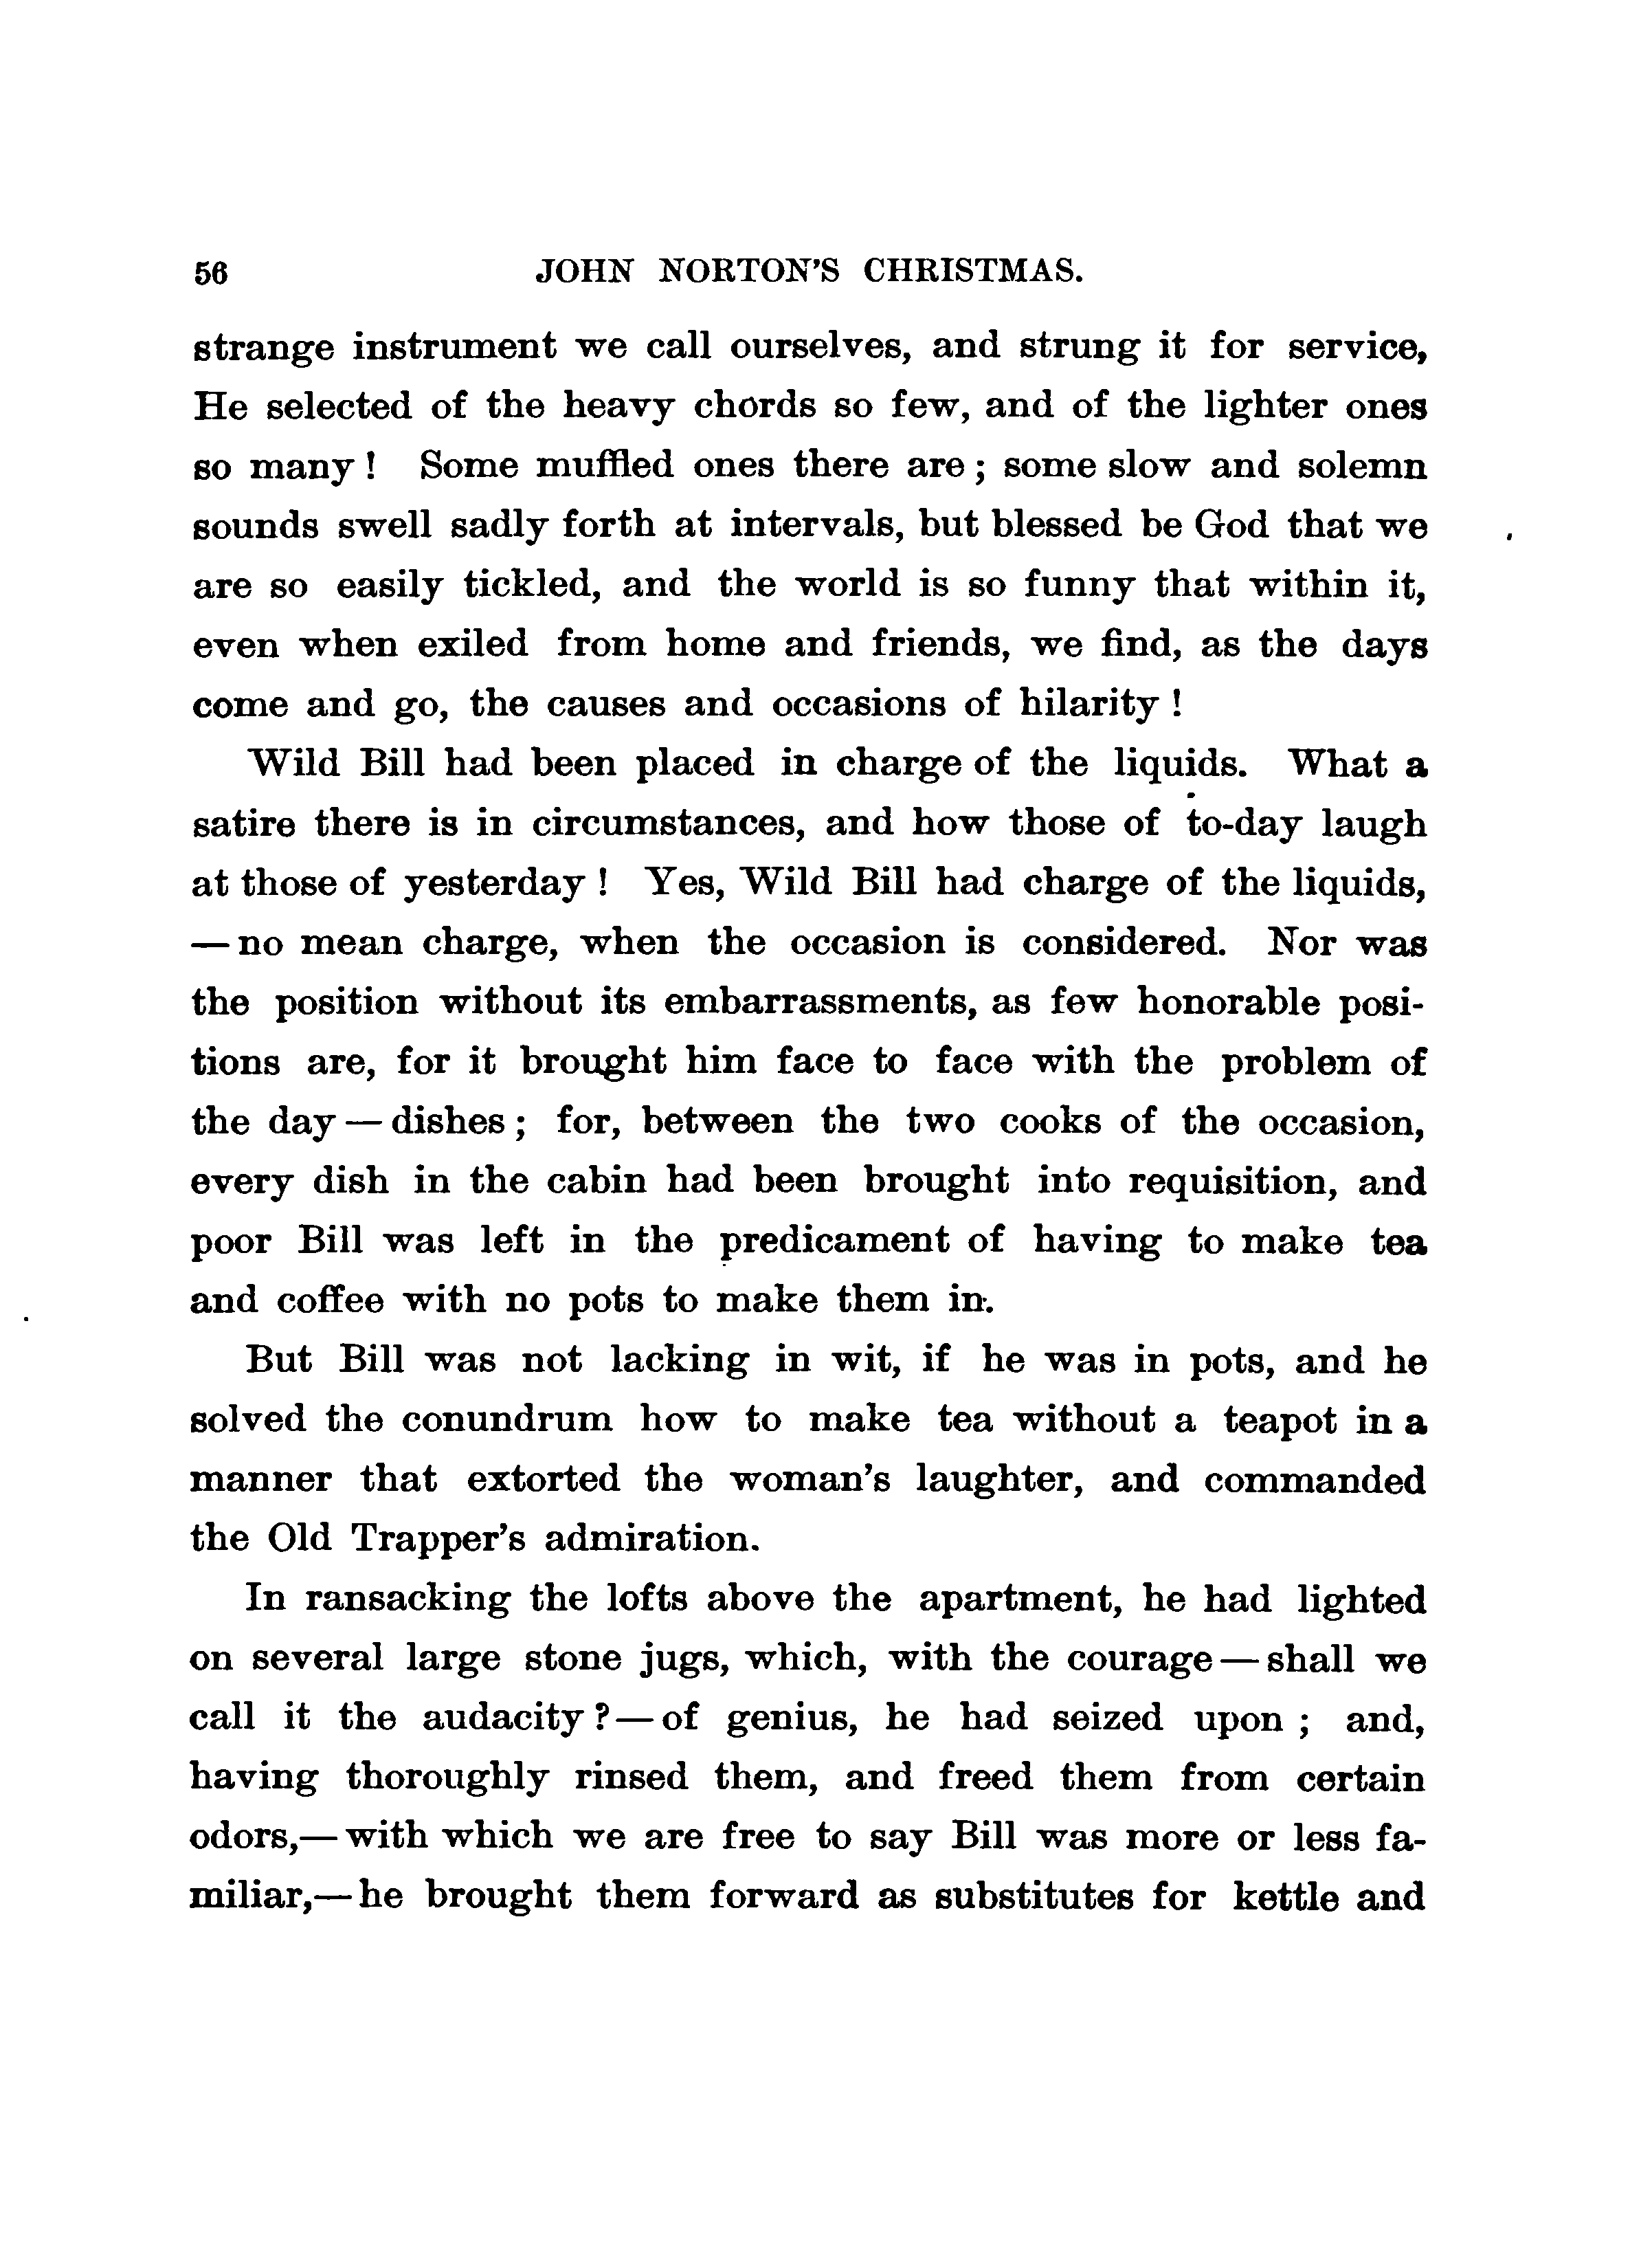 56 JOHN NORTON'S CHRISTMAS.
strange instrument we call ourselves, and strung it for service,
He selected of the heavy chords so few, and of the lighter ones
so many! Some muffled ones there are; some slow and solemn
sounds swell sadly forth at intervals, but blessed be God that we
are so easily tickled, and the world is so funny that within it,
even when exiled from home and friends, we find, as the days
come and go, the causes and occasions of hilarity!
Wild Bill had been placed in charge of the liquids. What a
satire there is in circumstances, and how those of to-day laugh
at those of yesterday! Yes, Wild Bill had charge of the liquids,
— no mean charge, when the occasion is considered. Nor was
the position without its embarrassments, as few honorable posi-
tions are, for it brought him face to face with the problem of
the day — dishes; for, between the two cooks of the occasion,
every dish in the cabin had been brought into requisition, and
poor Bill was left in the predicament of having to make tea
and coffee with no pots to make them in.
But Bill was not lacking in wit, if he was in pots, and he
solved the conundrum how to make tea without a teapot in a
manner that extorted the woman's laughter, and commanded
the Old Trapper's admiration.
In ransacking the lofts above the apartment, he had lighted
on several large stone jugs, which, with the courage — shall we
call it the audacity? — of genius, he had seized upon; and,
having thoroughly rinsed them, and freed them from certain
odors,— with which we are free to say Bill was more or less fa-
miliar,— he brought them forward as substitutes for kettle and